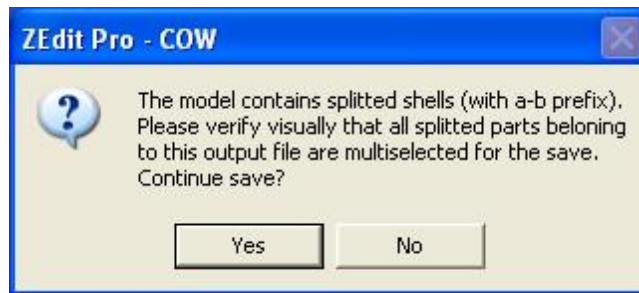 ZEdit Pro - COW
The model contains splitted shells (with a-b prefix).
Please verify visually that all splitted parts beloning
to this output file are multiselected for the save.
Continue save?
Yes
No